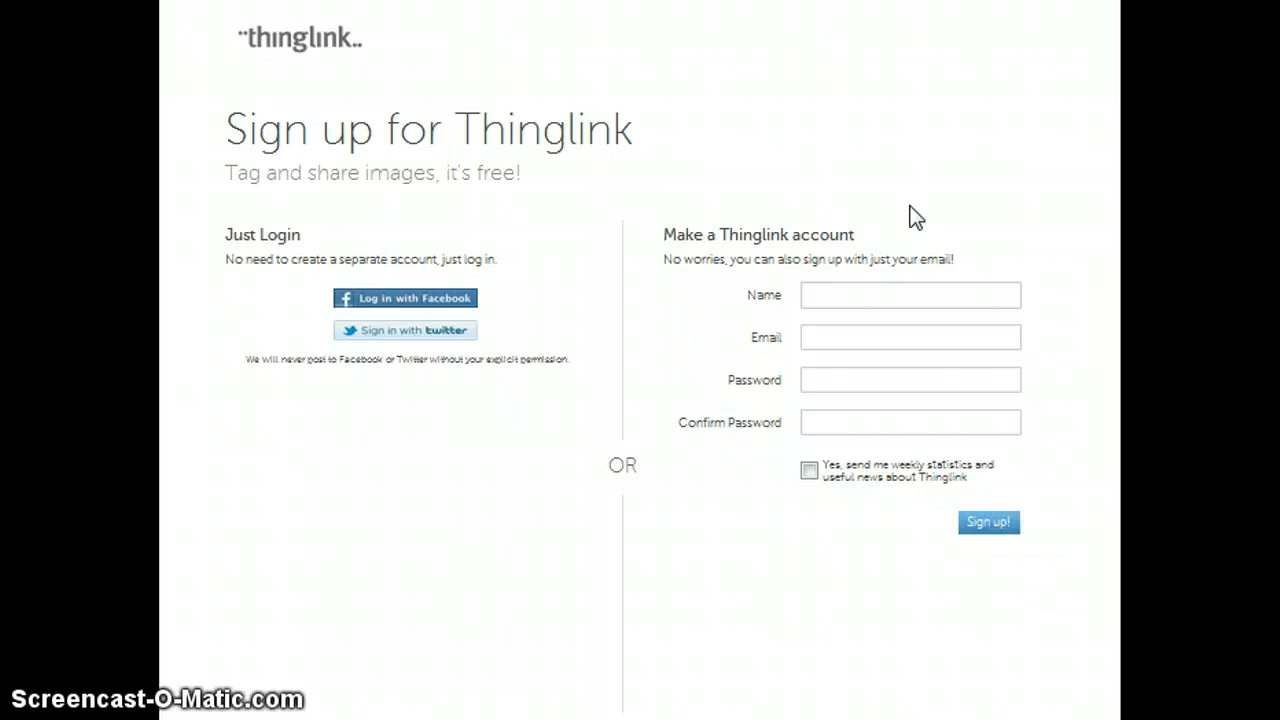 ¨thinglink..
Sign up for Thinglink
Tag and share images, it's free!
Just Login
No need to create a separate account, just log in.
Log in with Facebook
Sign in with twitter
We will never post to Facebook or Twitter without your explicit permission.
OR
Make a Thinglink account
No worries, you can also sign up with just your email!
Name
Email
Password
Confirm Password
Yes, send me weekly statistics and
useful news about Thinglink
Sign up!
Screencast-O-Matic.com